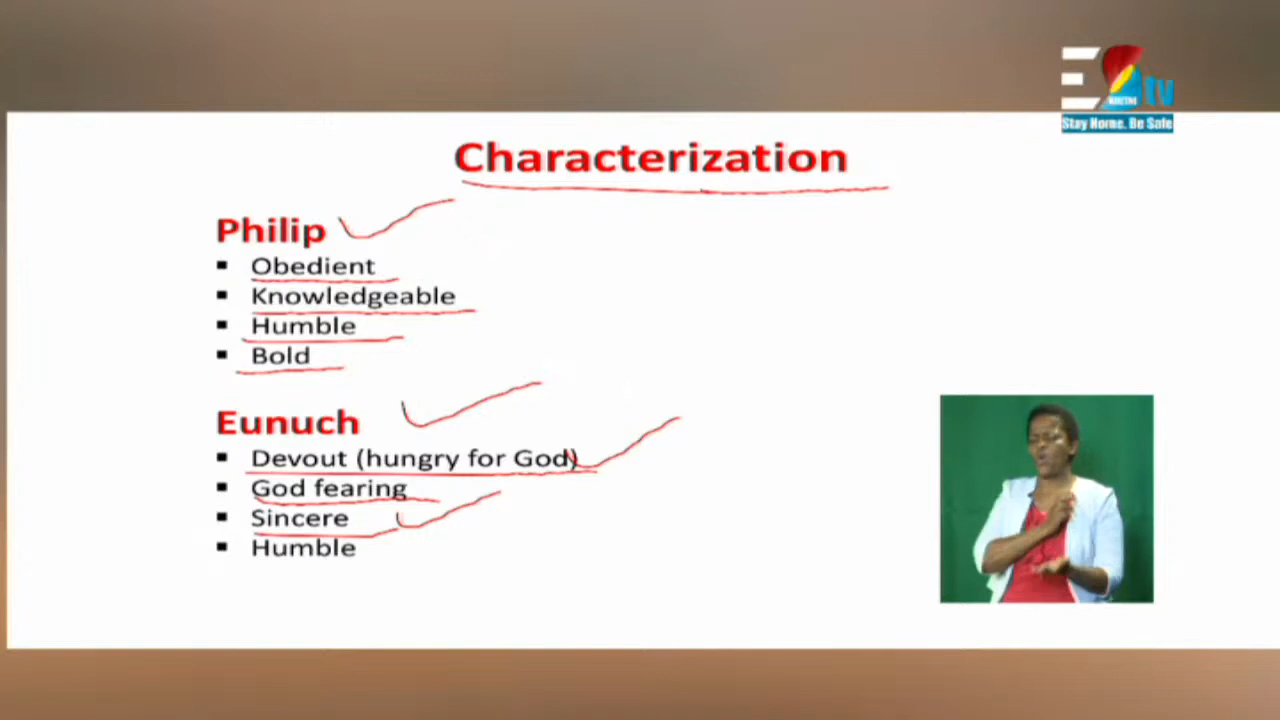 tv
Stay Home. Be Safe
Characterization
Philip
▪ Obedient
▪ Knowledgeable
▪ Humble
▪ Bold
Eunuch
▪ Devout (hungry for God)
▪ God fearing
▪ Sincere
▪ Humble